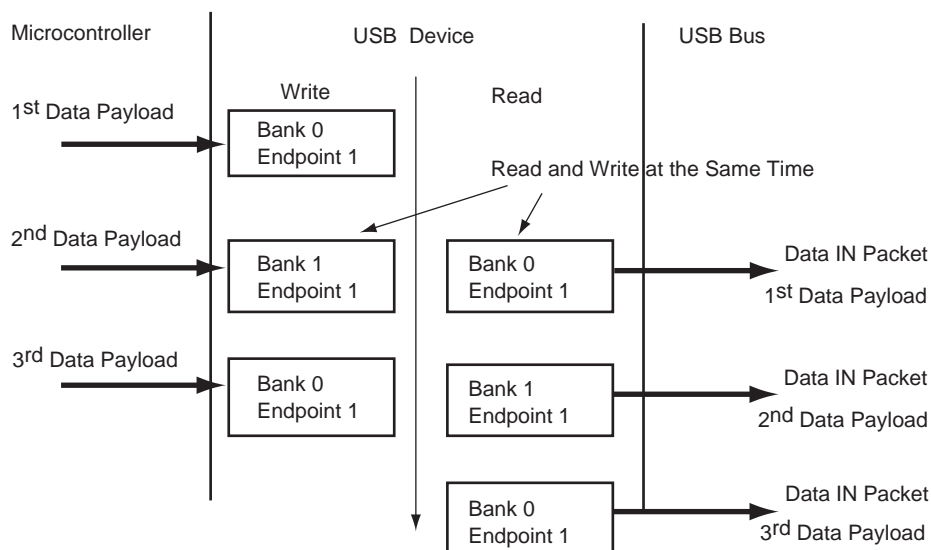 Microcontroller
USB Device
USB Bus
Write
Read
1st Data Payload
Bank 0
Endpoint 1
Read and Write at the Same Time
2nd Data Payload
Bank 1
Endpoint 1
Bank 0
Endpoint 1
Data IN Packet
1st Data Payload
3rd Data Payload
Bank 0
Endpoint 1
Bank 1
Endpoint 1
Data IN Packet
2nd Data Payload
Bank 0
Endpoint 1
Data IN Packet
3rd Data Payload